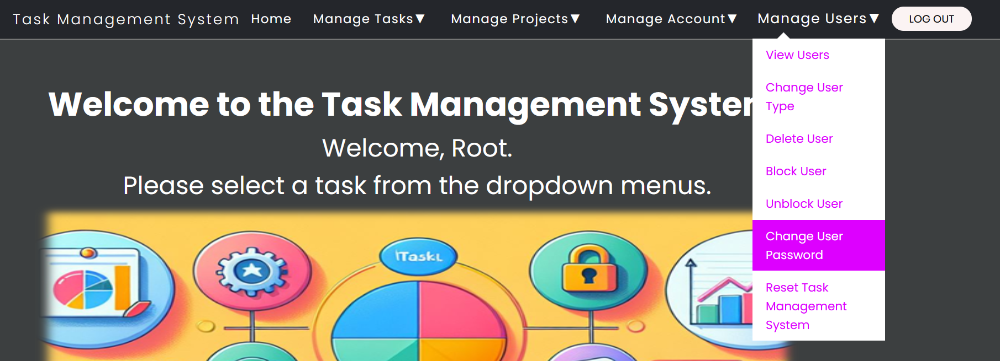 Task Management System Home Manage Tasks▼ Manage Projects▼ Manage Account▼ Manage Users▼ LOG OUT
View Users
Change User
Type
Delete User
Block User
Unblock User
Change User
Password
Reset Task
Management
System
Welcome to the Task Management System
Welcome, Root.
Please select a task from the dropdown menus.